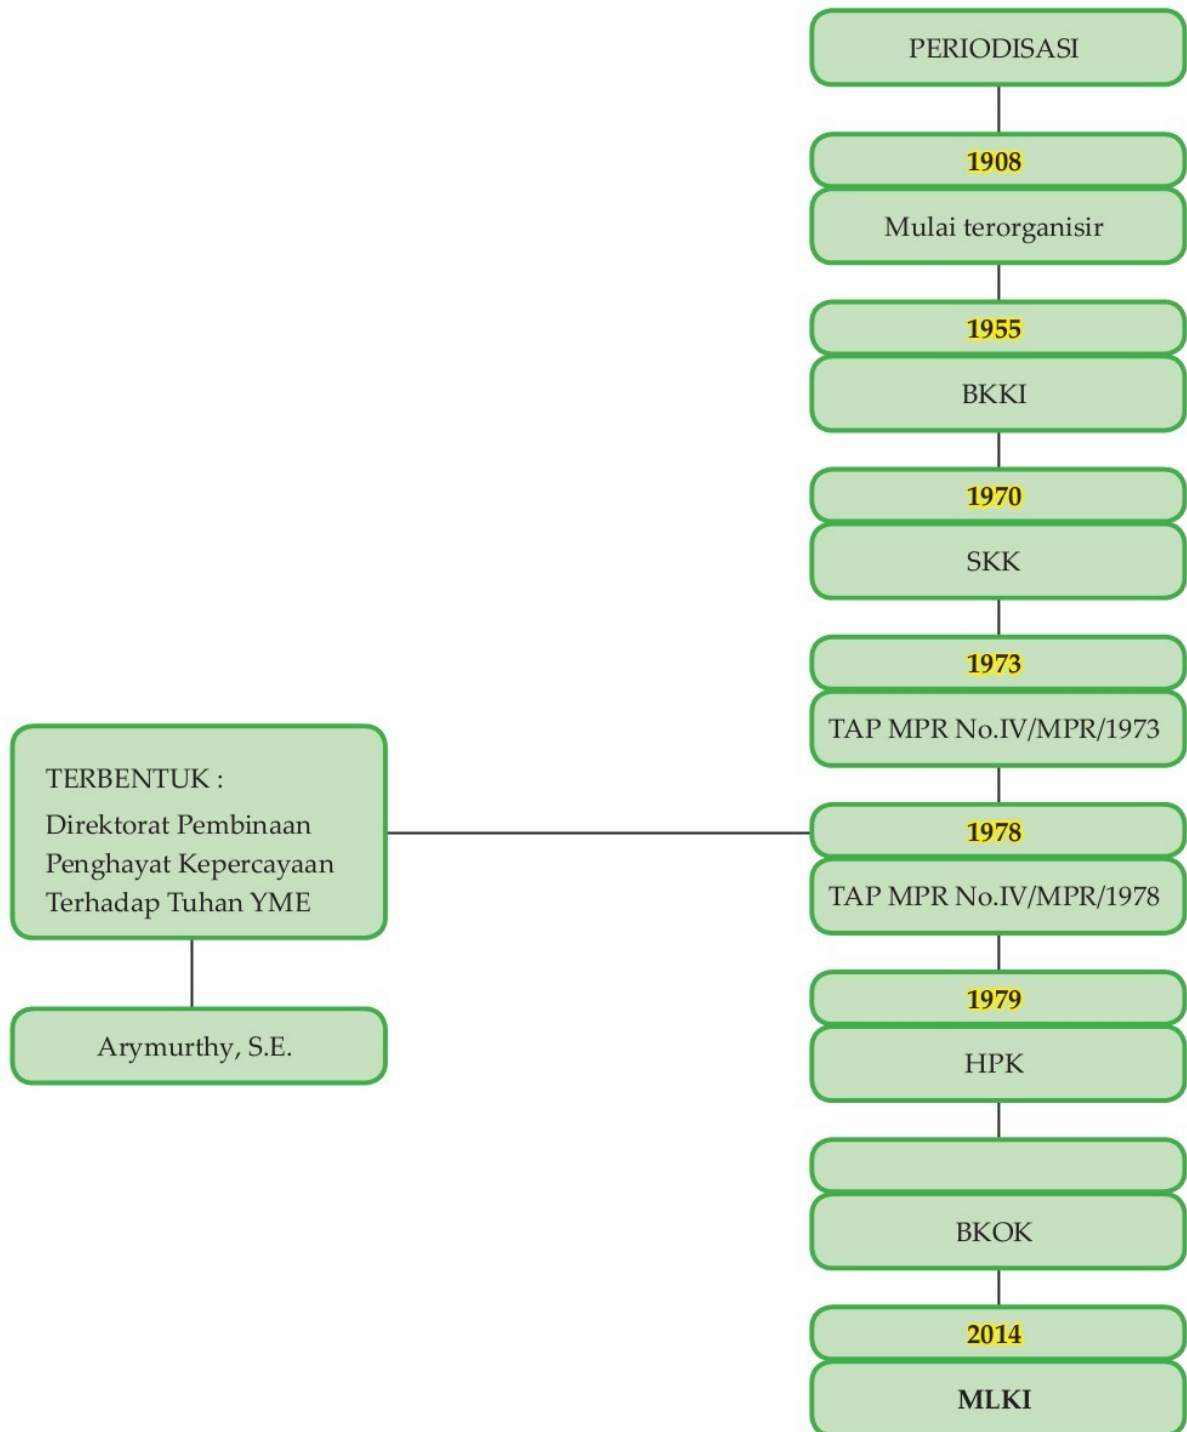 PERIODISASI
1908
Mulai terorganisir
1955
BKKI
1970
SKK
1973
TAP MPR No.IV/MPR/1973
1978
TAP MPR No.IV/MPR/1978
TERBENTUK :
Direktorat Pembinaan
Penghayat Kepercayaan
Terhadap Tuhan YME
Arymurthy, S.E.
1979
HPK
BKOK
2014
MLKI